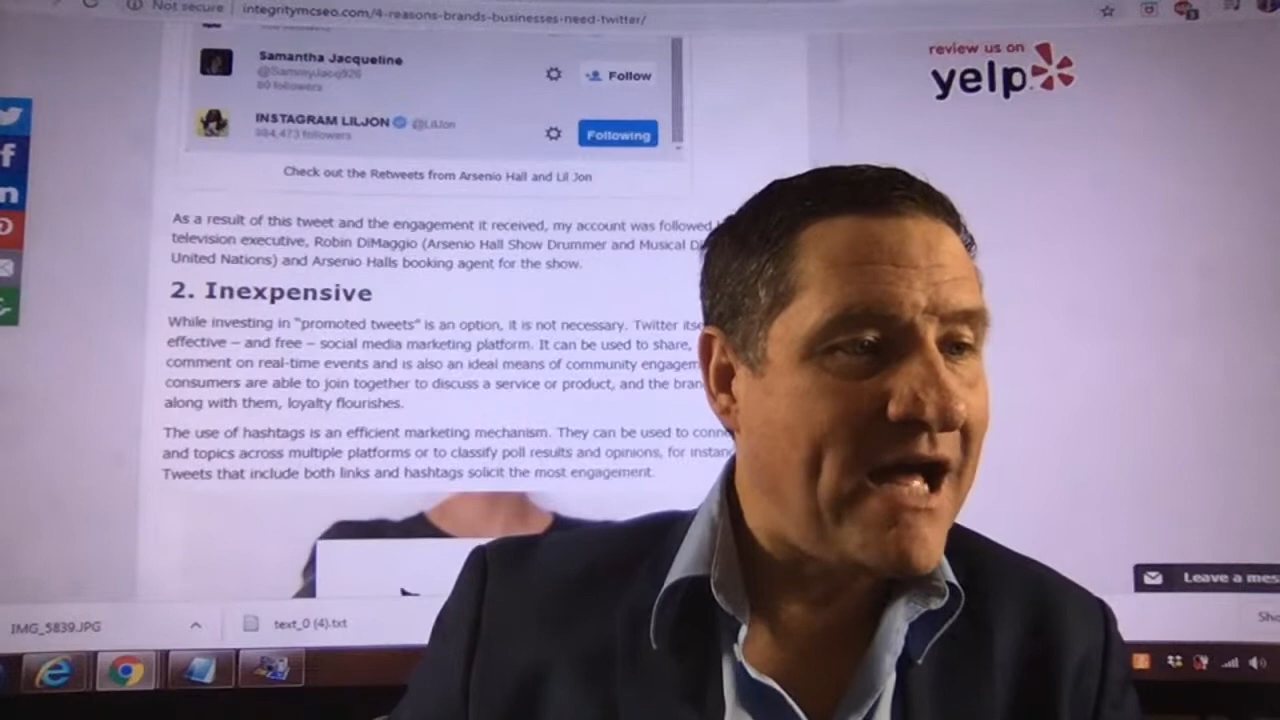 Not secure | integritymcseo.com/4-reasons-brands-businesses-need-twitter/
Samantha Jacqueline
@SammyJacq926
80 followers
Follow
INSTAGRAM LILJON @LilJon
394,473 followers
Following
Check out the Retweets from Arsenio Hall and Lil Jon
review us on
yelp
As a result of this tweet and the engagement it received, my account was followed
television executive, Robin DiMaggio (Arsenio Hall Show Drummer and Musical D
United Nations) and Arsenio Halls booking agent for the show.
2. Inexpensive
While investing in "promoted tweets" is an option, it is not necessary. Twitter itse
effective – and free – social media marketing platform. It can be used to share,
comment on real-time events and is also an ideal means of community engagem
consumers are able to join together to discuss a service or product, and the bran
along with them, loyalty flourishes.
The use of hashtags is an efficient marketing mechanism. They can be used to conne
and topics across multiple platforms or to classify poll results and opinions, for instan
Tweets that include both links and hashtags solicit the most engagement.
Leave a mes
IMG_5839.JPG
text_0 (4).txt
Sho